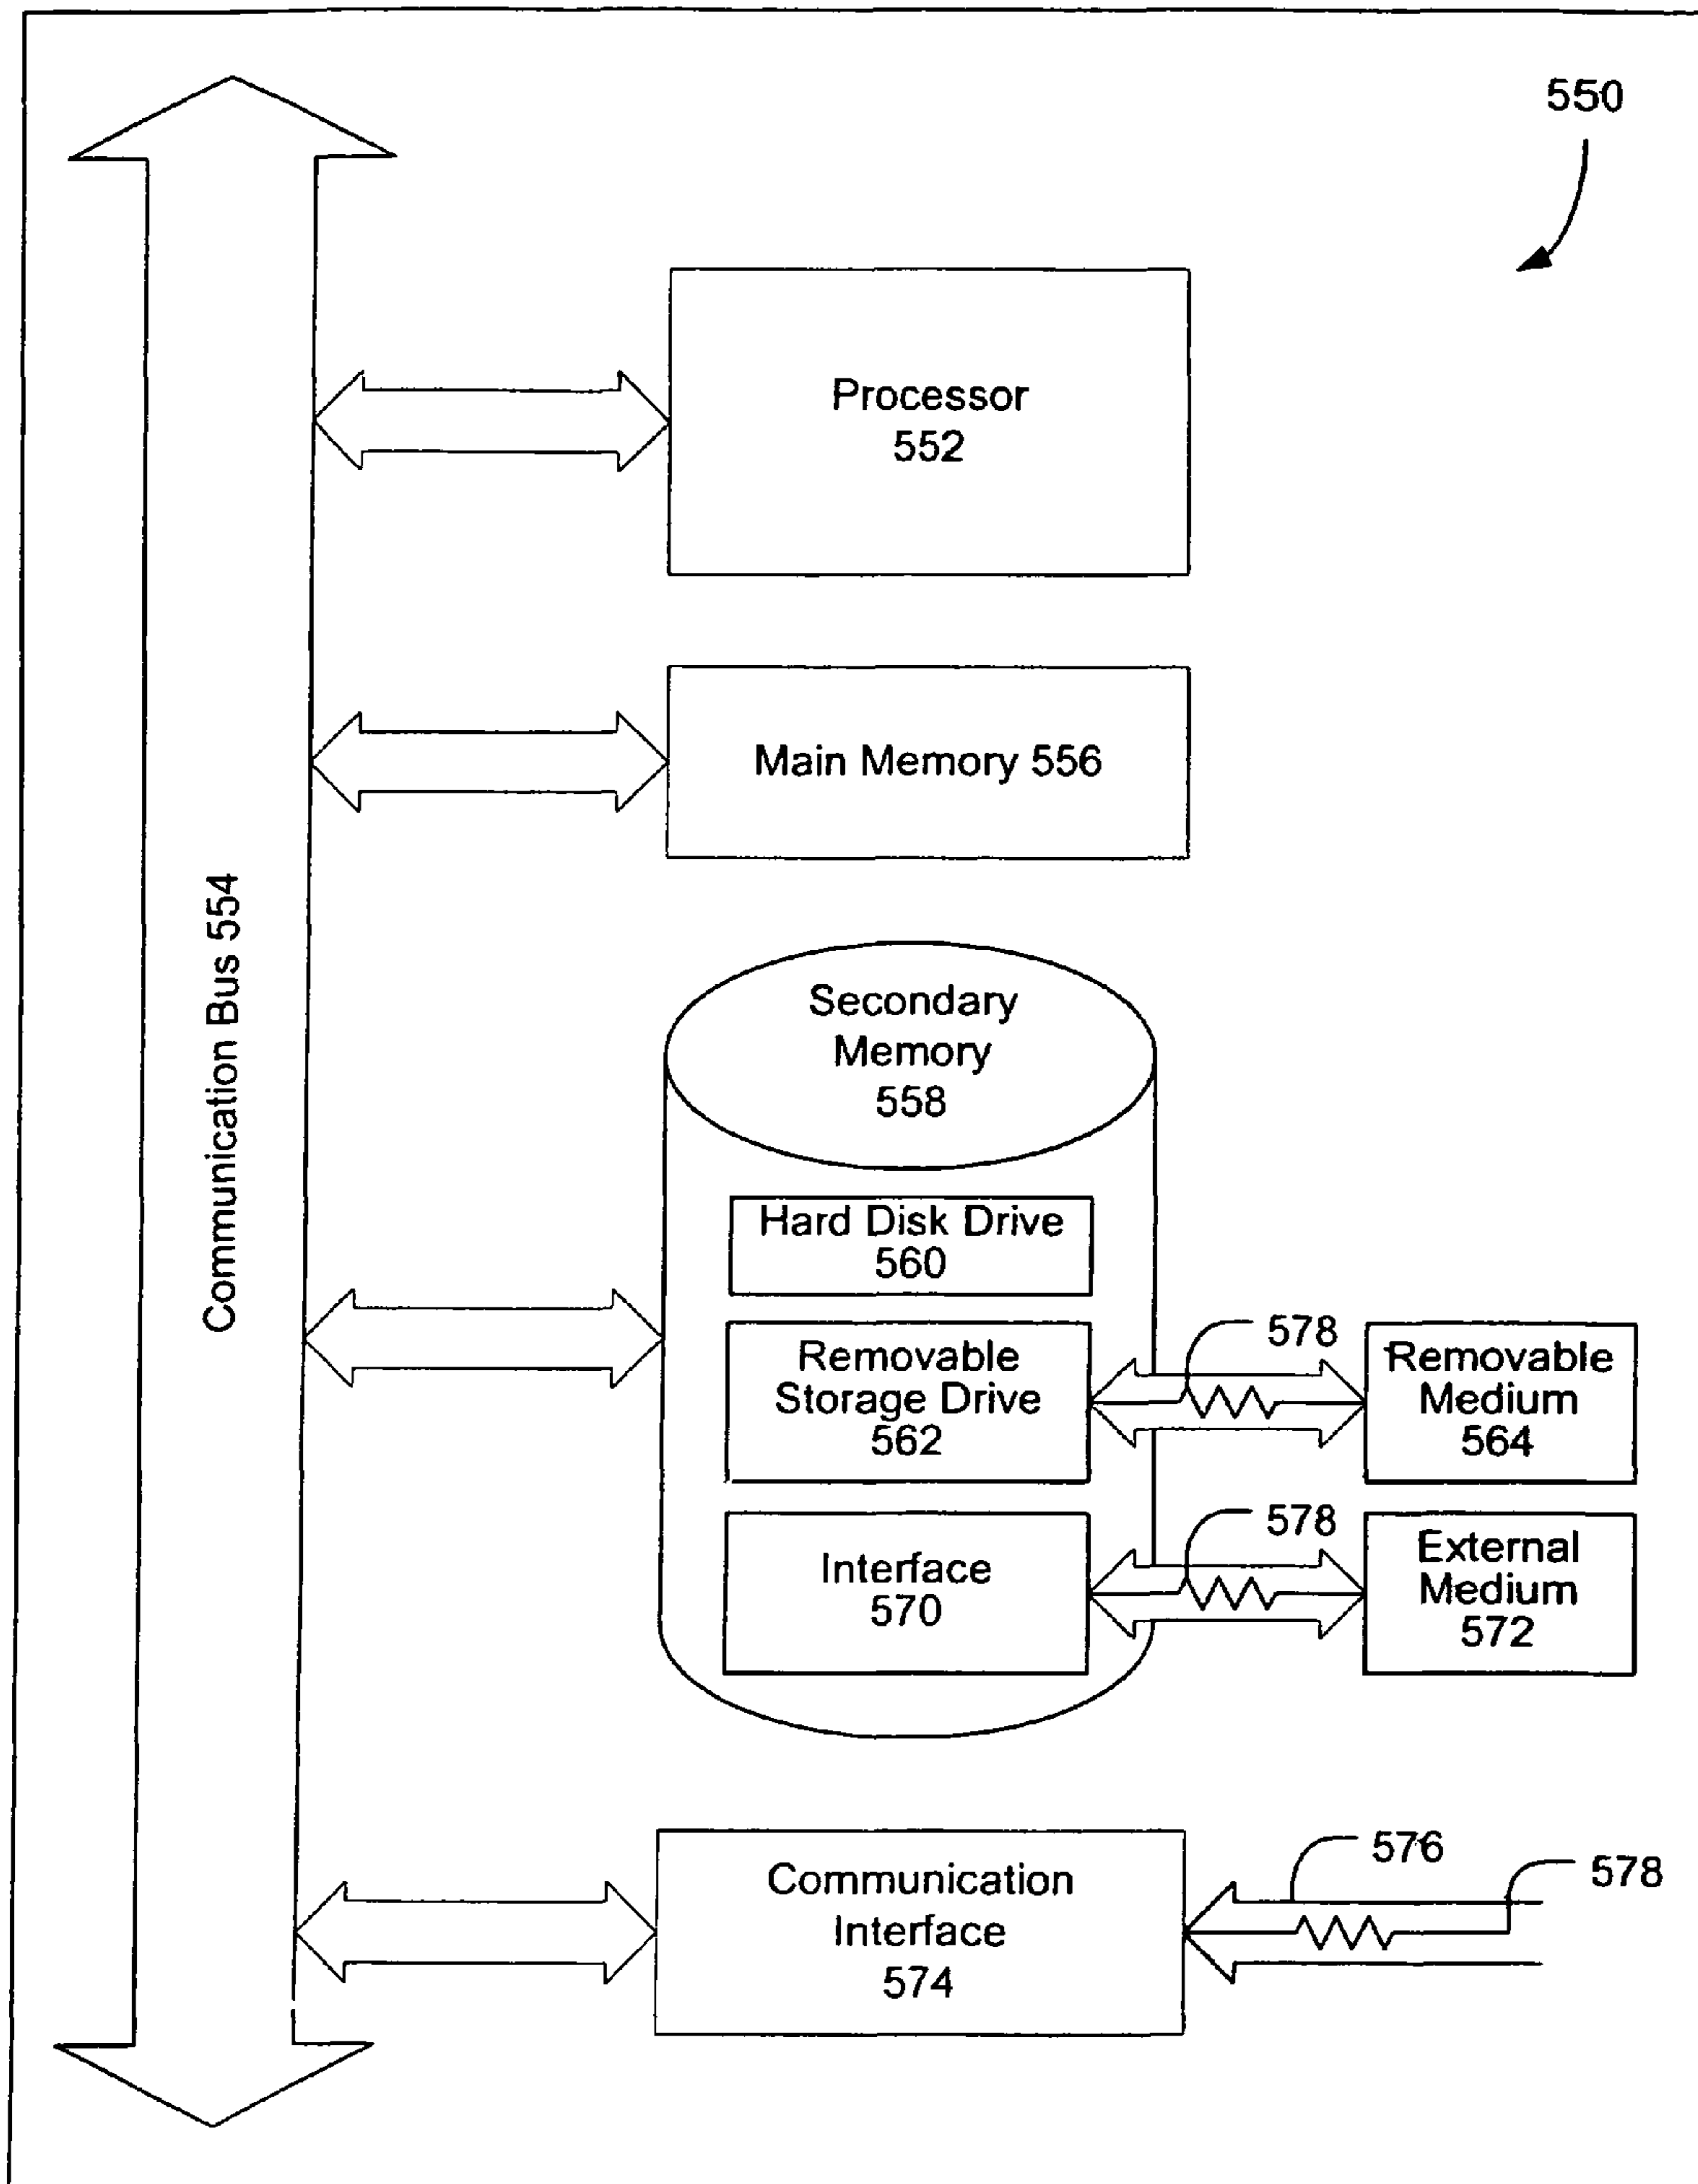 550
Processor
552
Main Memory 556
Communication Bus 554
Secondary
Memory
558
Hard Disk Drive
560
578
Removable
Storage Drive
562
Removable
Medium
564
578
Interface
570
External
Medium
572
Communication
Interface
574
576
578